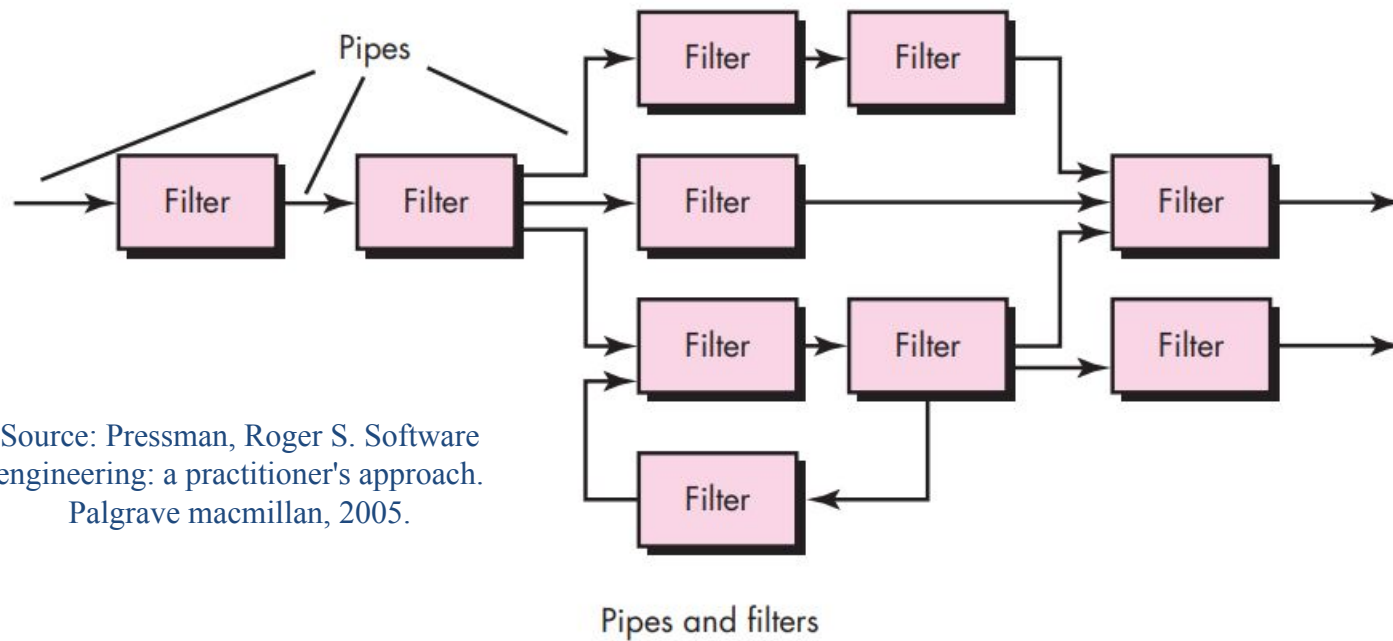 Pipes
Filter
Filter
Filter
Filter
Filter
Filter
Filter
Filter
Filter
Filter
Source: Pressman, Roger S. Software
engineering: a practitioner's approach.
Palgrave macmillan, 2005.
Pipes and filters